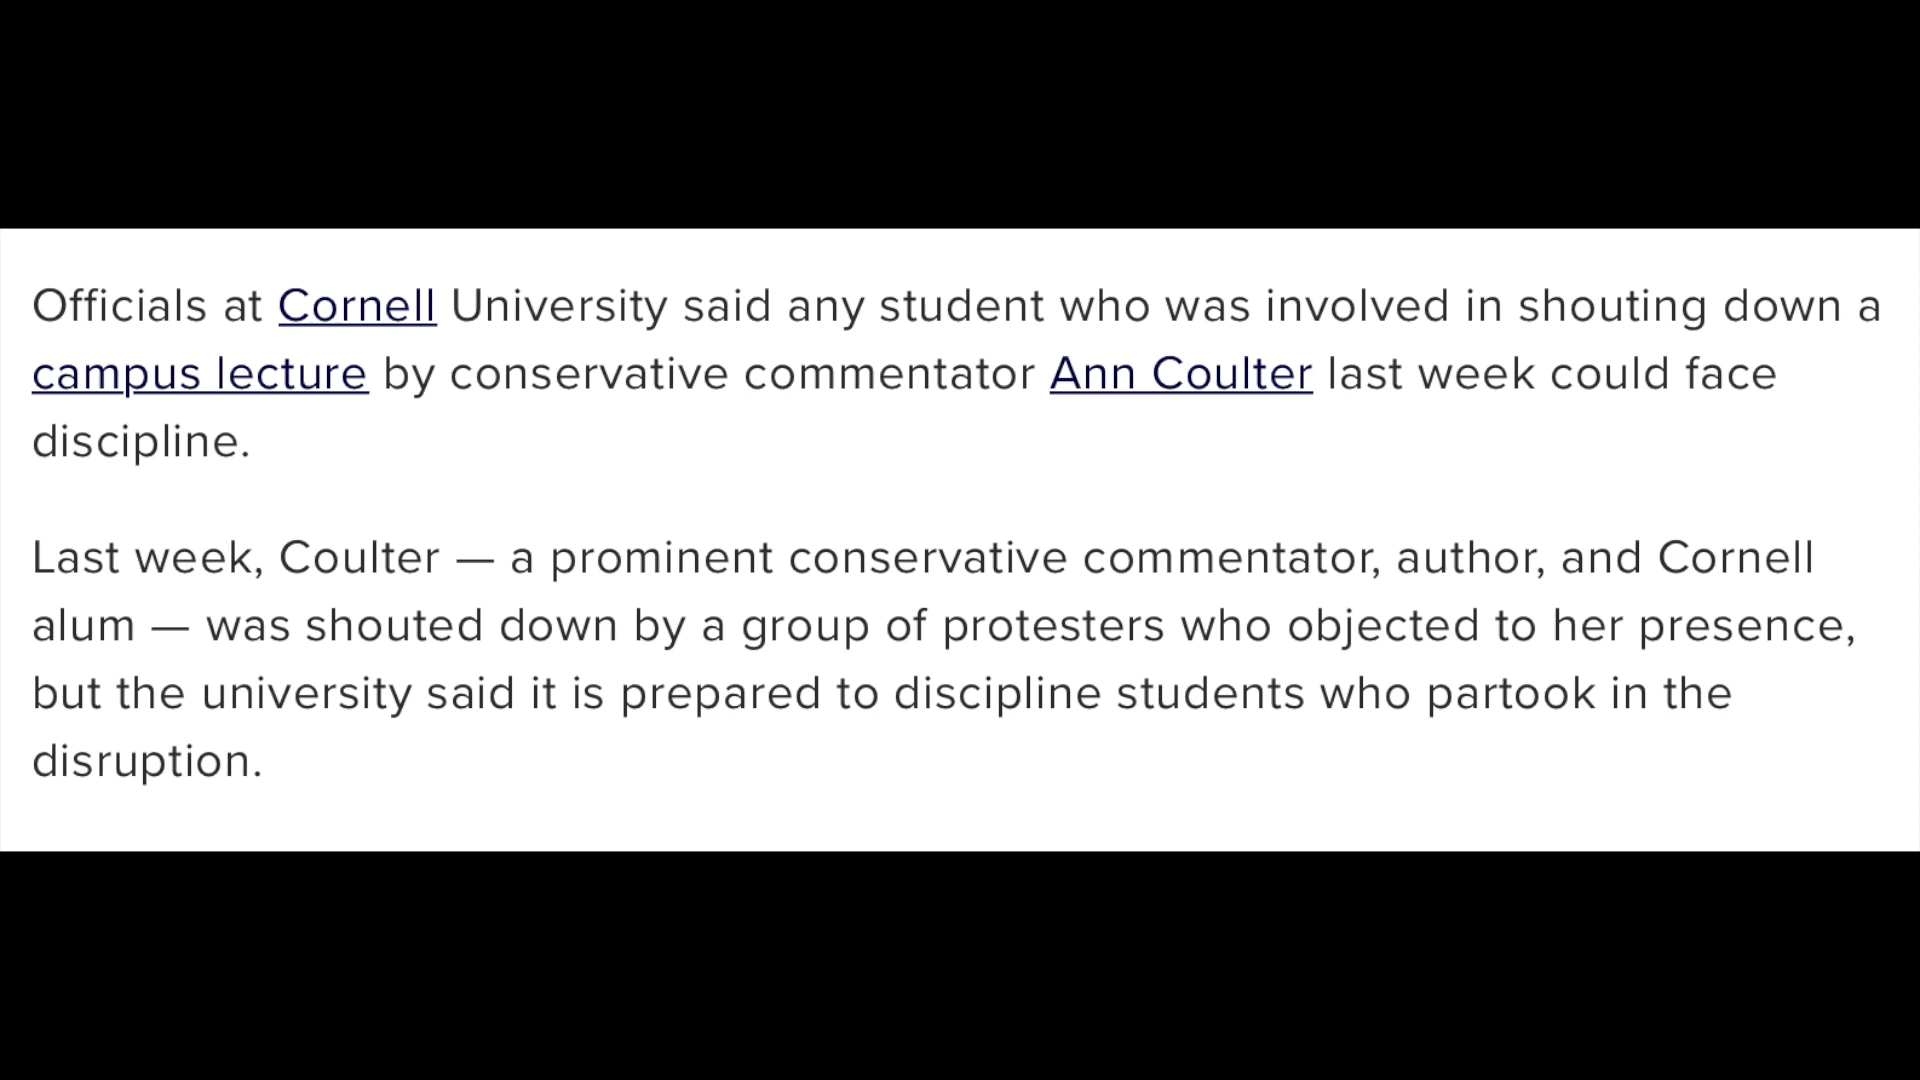 Officials at Cornell University said any student who was involved in shouting down a
campus lecture by conservative commentator Ann Coulter last week could face
discipline.
Last week, Coulter — a prominent conservative commentator, author, and Cornell
alum — was shouted down by a group of protesters who objected to her presence,
but the university said it is prepared to discipline students who partook in the
disruption.